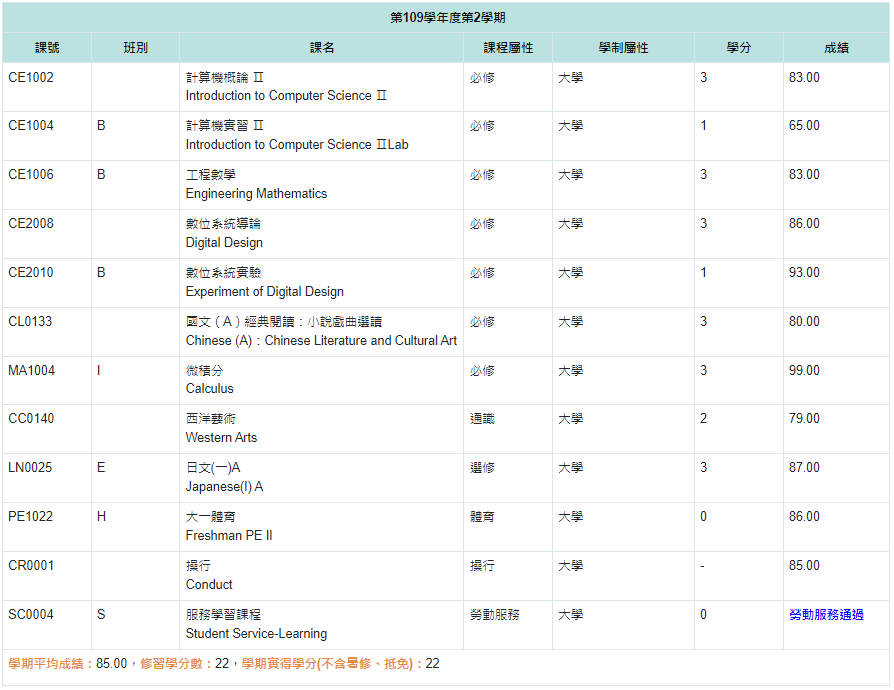 第109學年度第2學期
課號 班別 課名 課程屬性 學制屬性 學分 成績
CE1002 計算機概論 Ⅱ 必修 大學 3 83.00
Introduction to Computer Science Ⅱ
CE1004 B 計算機實習 Ⅱ 必修 大學 1 65.00
Introduction to Computer Science ⅡLab
CE1006 B 工程數學 必修 大學 3 83.00
Engineering Mathematics
CE2008 數位系統導論 必修 大學 3 86.00
Digital Design
CE2010 B 數位系統實驗 必修 大學 1 93.00
Experiment of Digital Design
CL0133 國文（A）經典閱讀：小說戲曲選讀 必修 大學 3 80.00
Chinese (A)：Chinese Literature and Cultural Art
MA1004 I 微積分 必修 大學 3 99.00
Calculus
CC0140 西洋藝術 通識 大學 2 79.00
Western Arts
LN0025 E 日文(一)A 選修 大學 3 87.00
Japanese(I) A
PE1022 H 大一體育 體育 大學 0 86.00
Freshman PE II
CR0001 操行 操行 大學 - 85.00
Conduct
SC0004 S 服務學習課程 勞動服務 大學 0 勞動服務通過
Student Service-Learning
學期平均成績：85.00，修習學分數：22，學期實得學分(不含暑修、抵免)：22